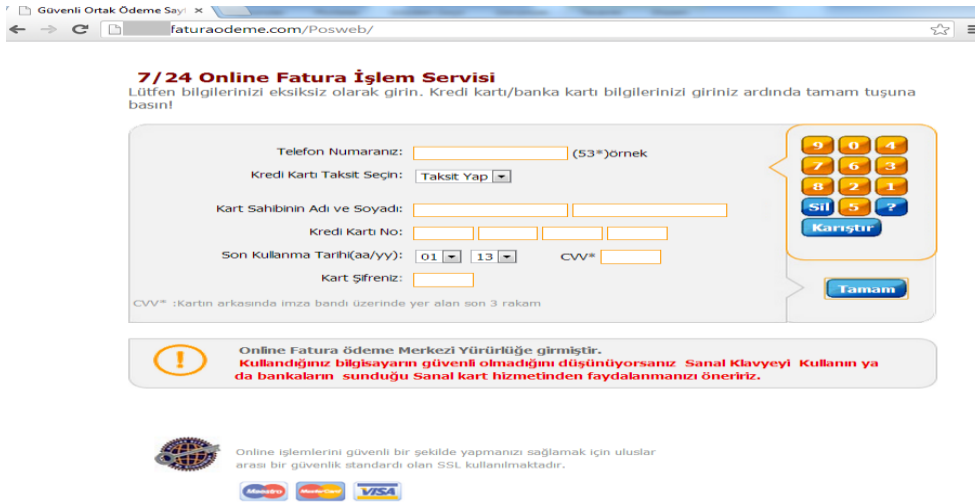 Güvenli Ortak Ödeme Sayf
faturaodeme.com/Posweb/
7/24 Online Fatura İşlem Servisi
Lütfen bilgilerinizi eksiksiz olarak girin. Kredi kartı/banka kartı bilgilerinizi giriniz ardında tamam tuşuna
basın!
Telefon Numaranız: (53*)örnek
Kredi Kartı Taksit Seçin: Taksit Yap
Kart Sahibinin Adı ve Soyadı:
Kredi Kartı No:
Son Kullanma Tarihi(aa/yy): 01 13 CVV*
Kart Şifreniz:
CVV* :Kartın arkasında imza bandı üzerinde yer alan son 3 rakam
9 0 4
7 6 3
8 2 1
Sil 5 ?
Karıştır
Tamam
Online Fatura ödeme Merkezi Yürürlüğe girmiştir.
Kullandığınız bilgisayarın güvenli olmadığını düşünüyorsanız Sanal Klavyeyi Kullanın ya
da bankaların sunduğu Sanal kart hizmetinden faydalanmanızı öneririz.
Online işlemlerini güvenli bir şekilde yapmanızı sağlamak için uluslar
arası bir güvenlik standardı olan SSL kullanılmaktadır.
Maestro MasterCard VISA